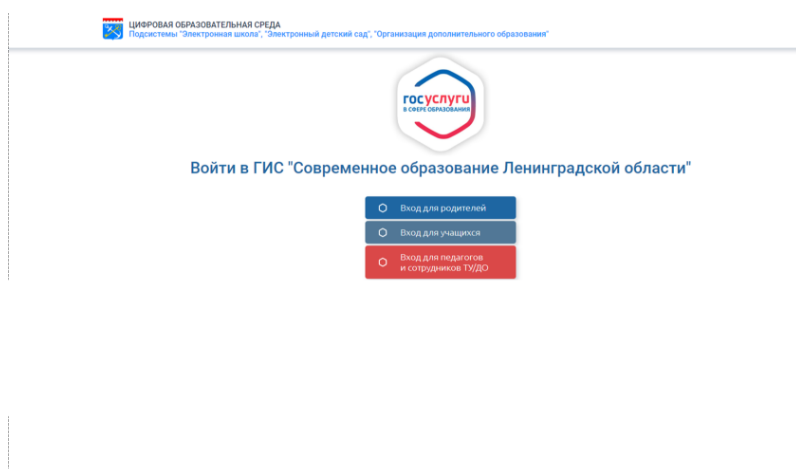 ЦИФРОВАЯ ОБРАЗОВАТЕЛЬНАЯ СРЕДА
Подсистемы "Электронная школа", "Электронный детский сад", "Организация дополнительного образования"
госуслуги
В СФЕРЕ ОБРАЗОВАНИЯ
Войти в ГИС "Современное образование Ленинградской области"
Вход для родителей
Вход для учащихся
Вход для педагогов
и сотрудников ТУ/ДО